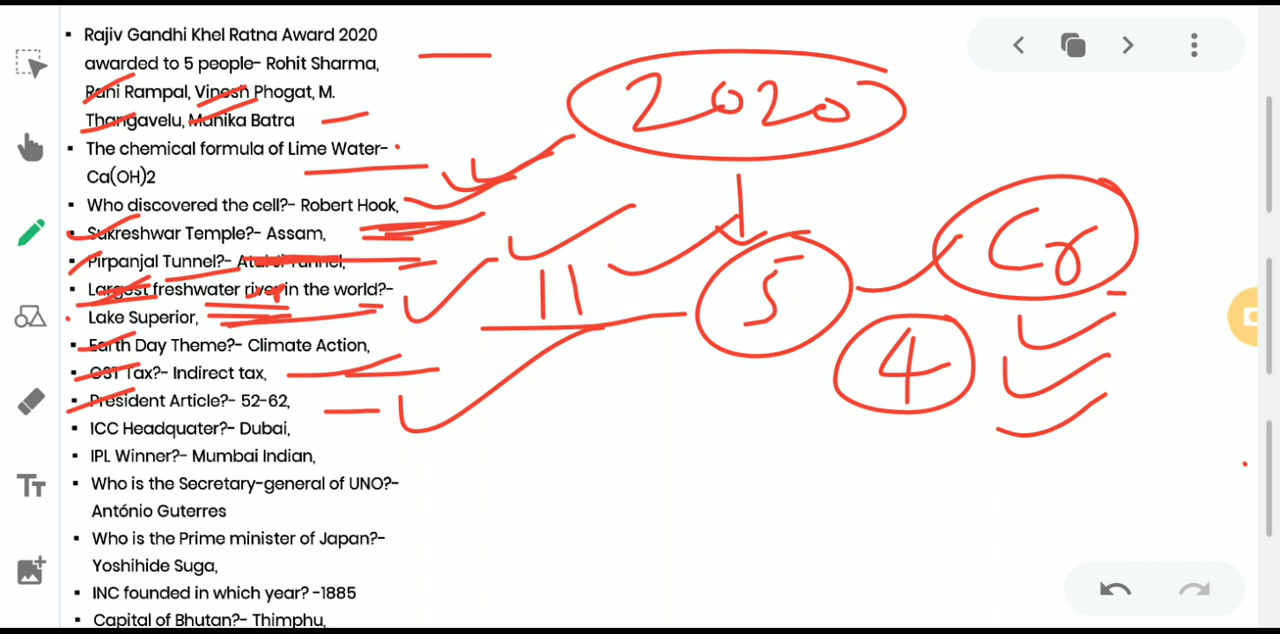 Rajiv Gandhi Khel Ratna Award 2020
awarded to 5 people- Rohit Sharma,
Rani Rampal, Vinesh Phogat, M.
Thangavelu, Manika Batra
The chemical formula of Lime Water-
Ca(OH)2
Who discovered the cell?- Robert Hook,
Sukreshwar Temple?- Assam,
Pirpanjal Tunnel?- Atal Tunnel,
Largest freshwater river in the world?-
Lake Superior,
Earth Day Theme?- Climate Action,
GST Tax?- Indirect tax,
President Article?- 52-62,
ICC Headquater?- Dubai,
IPL Winner?- Mumbai Indian,
Who is the Secretary-general of UNO?-
António Guterres
Who is the Prime minister of Japan?-
Yoshihide Suga,
INC founded in which year? -1885
Capital of Bhutan?- Thimphu,
2020
11
5
4
Tт